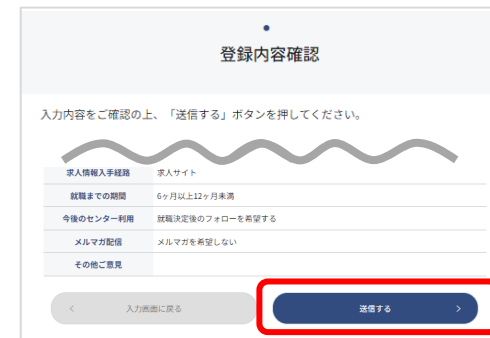 登録内容確認
入力内容をご確認の上、「送信する」ボタンを押してください。
求人情報入手経路 求人サイト
就職までの期間 6ヶ月以上12ヶ月未満
今後のセンター利用 就職決定後のフォローを希望する
メルマガ配信 メルマガを希望しない
その他ご意見
< 入力画面に戻る 送信する >